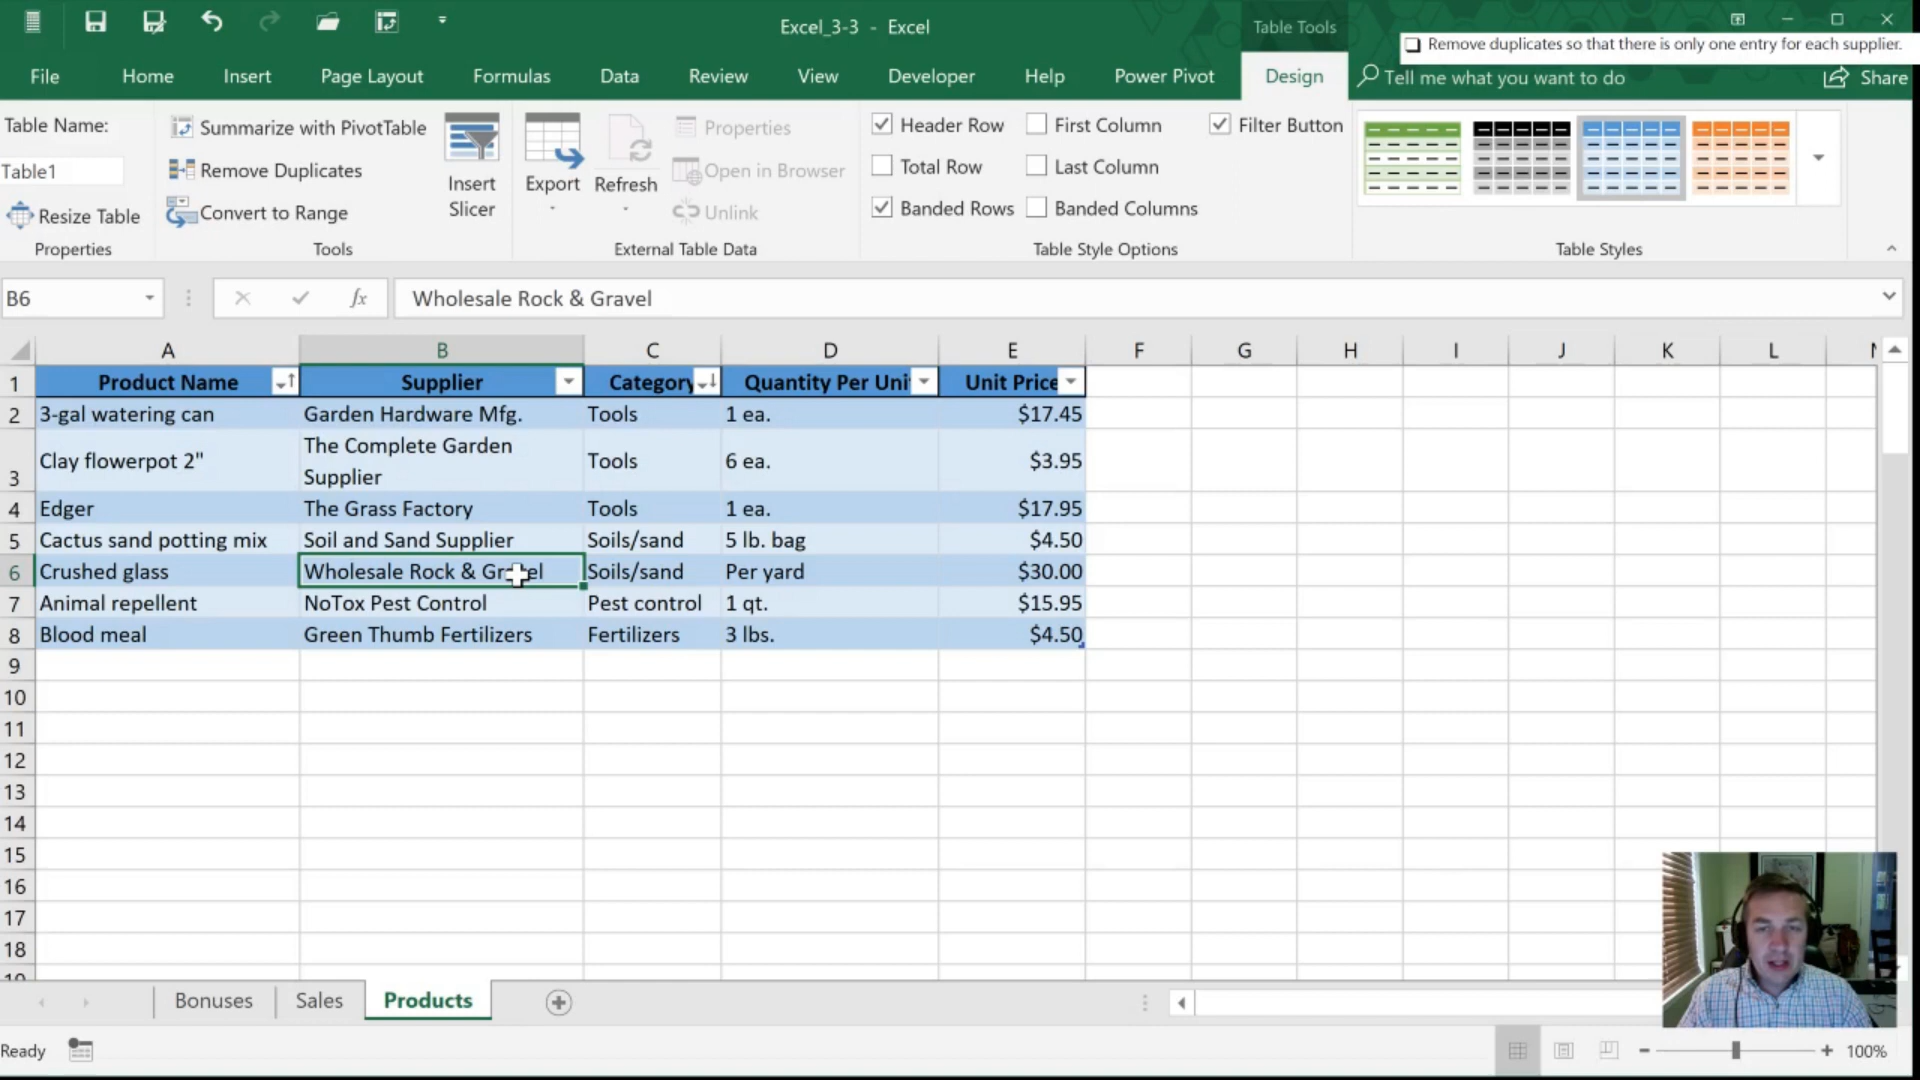 Excel_3-3 - Excel
Table Tools
Remove duplicates so that there is only one entry for each supplier.
File Home Insert Page Layout Formulas Data Review View Developer Help Power Pivot Design Tell me what you want to do Share
Table Name:
Table1
Resize Table
Properties
Summarize with PivotTable
Remove Duplicates
Convert to Range
Tools
Insert
Slicer
Export
Refresh
Properties
Open in Browser
Unlink
External Table Data
Header Row First Column Filter Button
Total Row Last Column
Banded Rows Banded Columns
Table Style Options
Table Styles
B6 fx Wholesale Rock & Gravel
A B C D E F G H I J K L
1 Product Name Supplier Category Quantity Per Uni Unit Price
2 3-gal watering can Garden Hardware Mfg. Tools 1 ea. $17.45
3 Clay flowerpot 2" The Complete Garden
Supplier Tools 6 ea. $3.95
4 Edger The Grass Factory Tools 1 ea. $17.95
5 Cactus sand potting mix Soil and Sand Supplier Soils/sand 5 lb. bag $4.50
6 Crushed glass Wholesale Rock & Gravel Soils/sand Per yard $30.00
7 Animal repellent NoTox Pest Control Pest control 1 qt. $15.95
8 Blood meal Green Thumb Fertilizers Fertilizers 3 lbs. $4.50
9
10
11
12
13
14
15
16
17
18
Bonuses Sales Products
Ready 100%